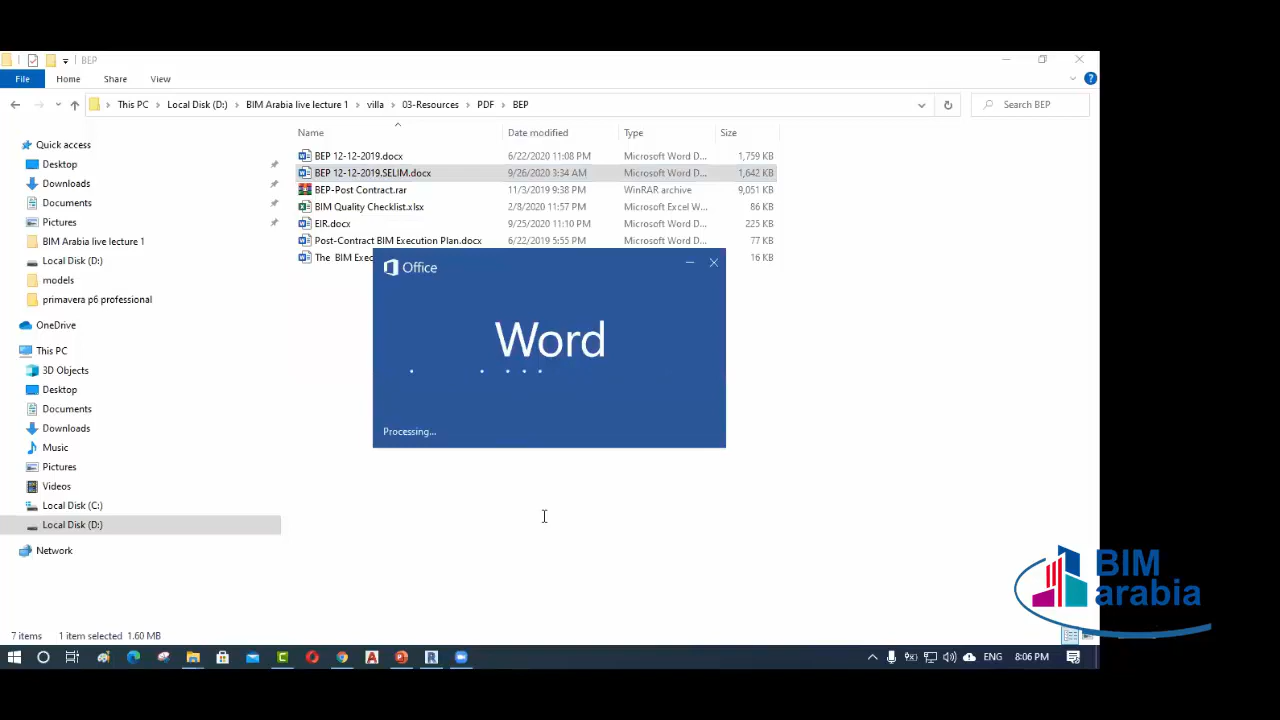 BEP
File
Home
Share
View
This PC
Local Disk (D:)
BIM Arabia live lecture 1
villa
03-Resources
PDF
BEP
Search BEP
Name
Date modified
Type
Size
Quick access
Desktop
Downloads
Documents
Pictures
BIM Arabia live lecture 1
Local Disk (D:)
models
primavera p6 professional
OneDrive
This PC
3D Objects
Desktop
Documents
Downloads
Music
Pictures
Videos
Local Disk (C:)
Local Disk (D:)
Network
BEP 12-12-2019.docx 6/22/2020 11:08 PM Microsoft Word D... 1,759 KB
BEP 12-12-2019.SELIM.docx 9/26/2020 3:34 AM Microsoft Word D... 1,642 KB
BEP-Post Contract.rar 11/3/2019 9:38 PM WinRAR archive 9,051 KB
BIM Quality Checklist.xlsx 2/8/2020 11:57 PM Microsoft Excel W... 86 KB
EIR.docx 9/25/2020 11:10 PM Microsoft Word D... 225 KB
Post-Contract BIM Execution Plan.docx 6/22/2019 5:55 PM Microsoft Word D... 77 KB
The BIM Exec 16 KB
Office
Word
Processing...
BIM
arabia
7 items 1 item selected 1.60 MB
ENG
8:06 PM